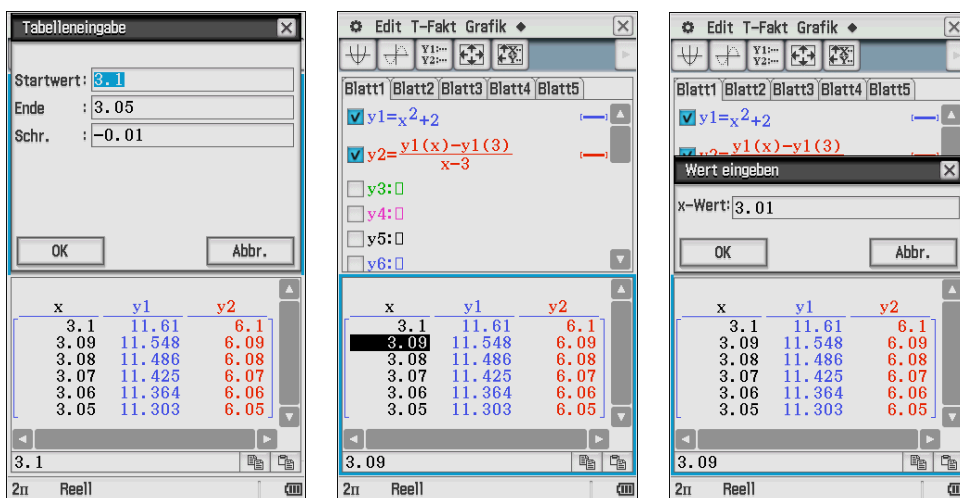 Tabelleneingabe
Startwert: 3.1
Ende : 3.05
Schr. : -0.01
OK Abbr.
x y1 y2
3.1 11.61 6.1
3.09 11.548 6.09
3.08 11.486 6.08
3.07 11.425 6.07
3.06 11.364 6.06
3.05 11.303 6.05
3.1
2π Reell
Edit T-Fakt Grafik
Y1:···
Y2:···
Blatt1 Blatt2 Blatt3 Blatt4 Blatt5
y1=x²+2
y2=(y1(x)-y1(3))/(x-3)
y3:▯
y4:▯
y5:▯
y6:▯
x y1 y2
3.1 11.61 6.1
3.09 11.548 6.09
3.08 11.486 6.08
3.07 11.425 6.07
3.06 11.364 6.06
3.05 11.303 6.05
3.09
2π Reell
Edit T-Fakt Grafik
Y1:···
Y2:···
Blatt1 Blatt2 Blatt3 Blatt4 Blatt5
y1=x²+2
y1(x)-y1(3)
Wert eingeben
x-Wert: 3.01
OK Abbr.
x y1 y2
3.1 11.61 6.1
3.09 11.548 6.09
3.08 11.486 6.08
3.07 11.425 6.07
3.06 11.364 6.06
3.05 11.303 6.05
3.09
2π Reell